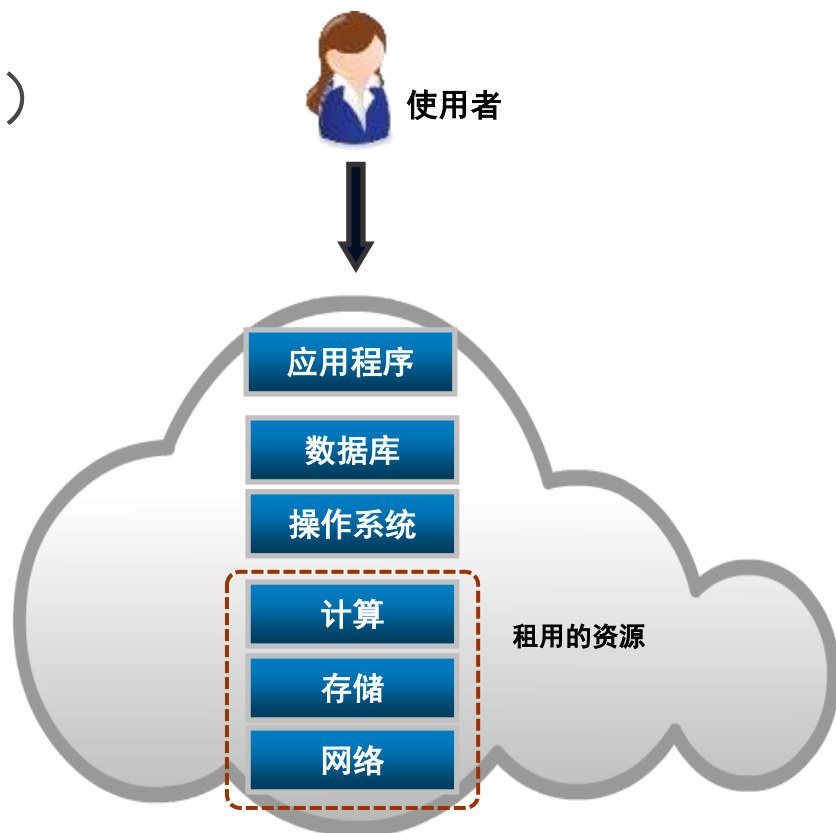 )
使用者
应用程序
数据库
操作系统
计算
租用的资源
存储
网络